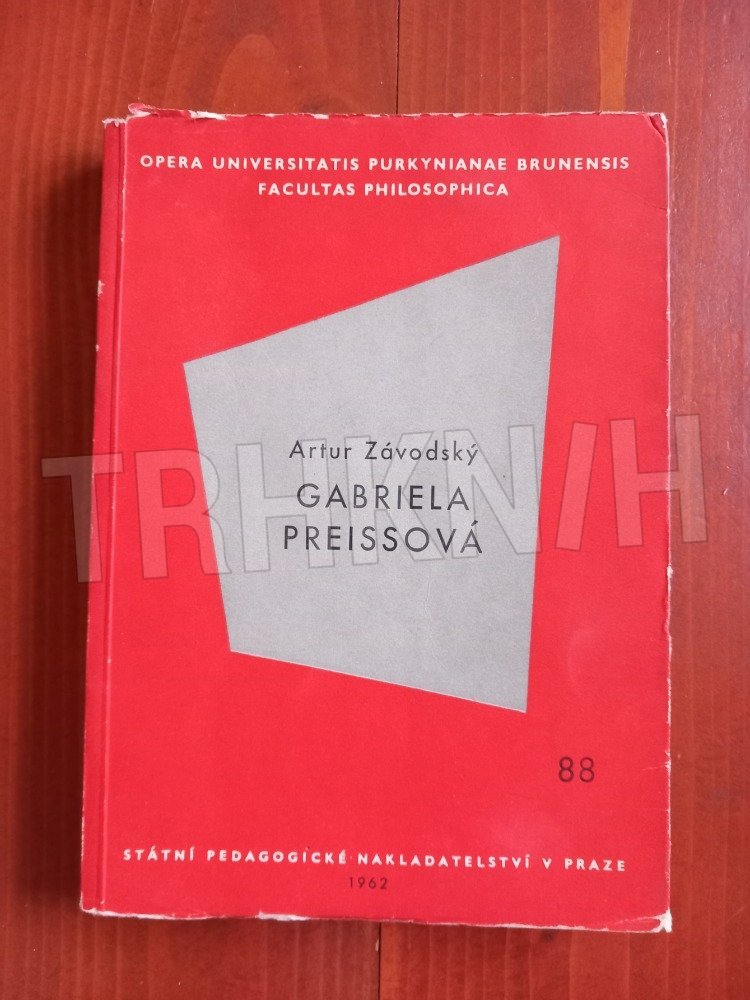 OPERA UNIVERSITATIS PURKYNIANAE BRUNENSIS
FACULTAS PHILOSOPHICA
Artur Závodský
GABRIELA
PREISSOVÁ
TRHKNIH
88
STÁTNÍ PEDAGOGICKÉ NAKLADATELSTVÍ V PRAZE
1962